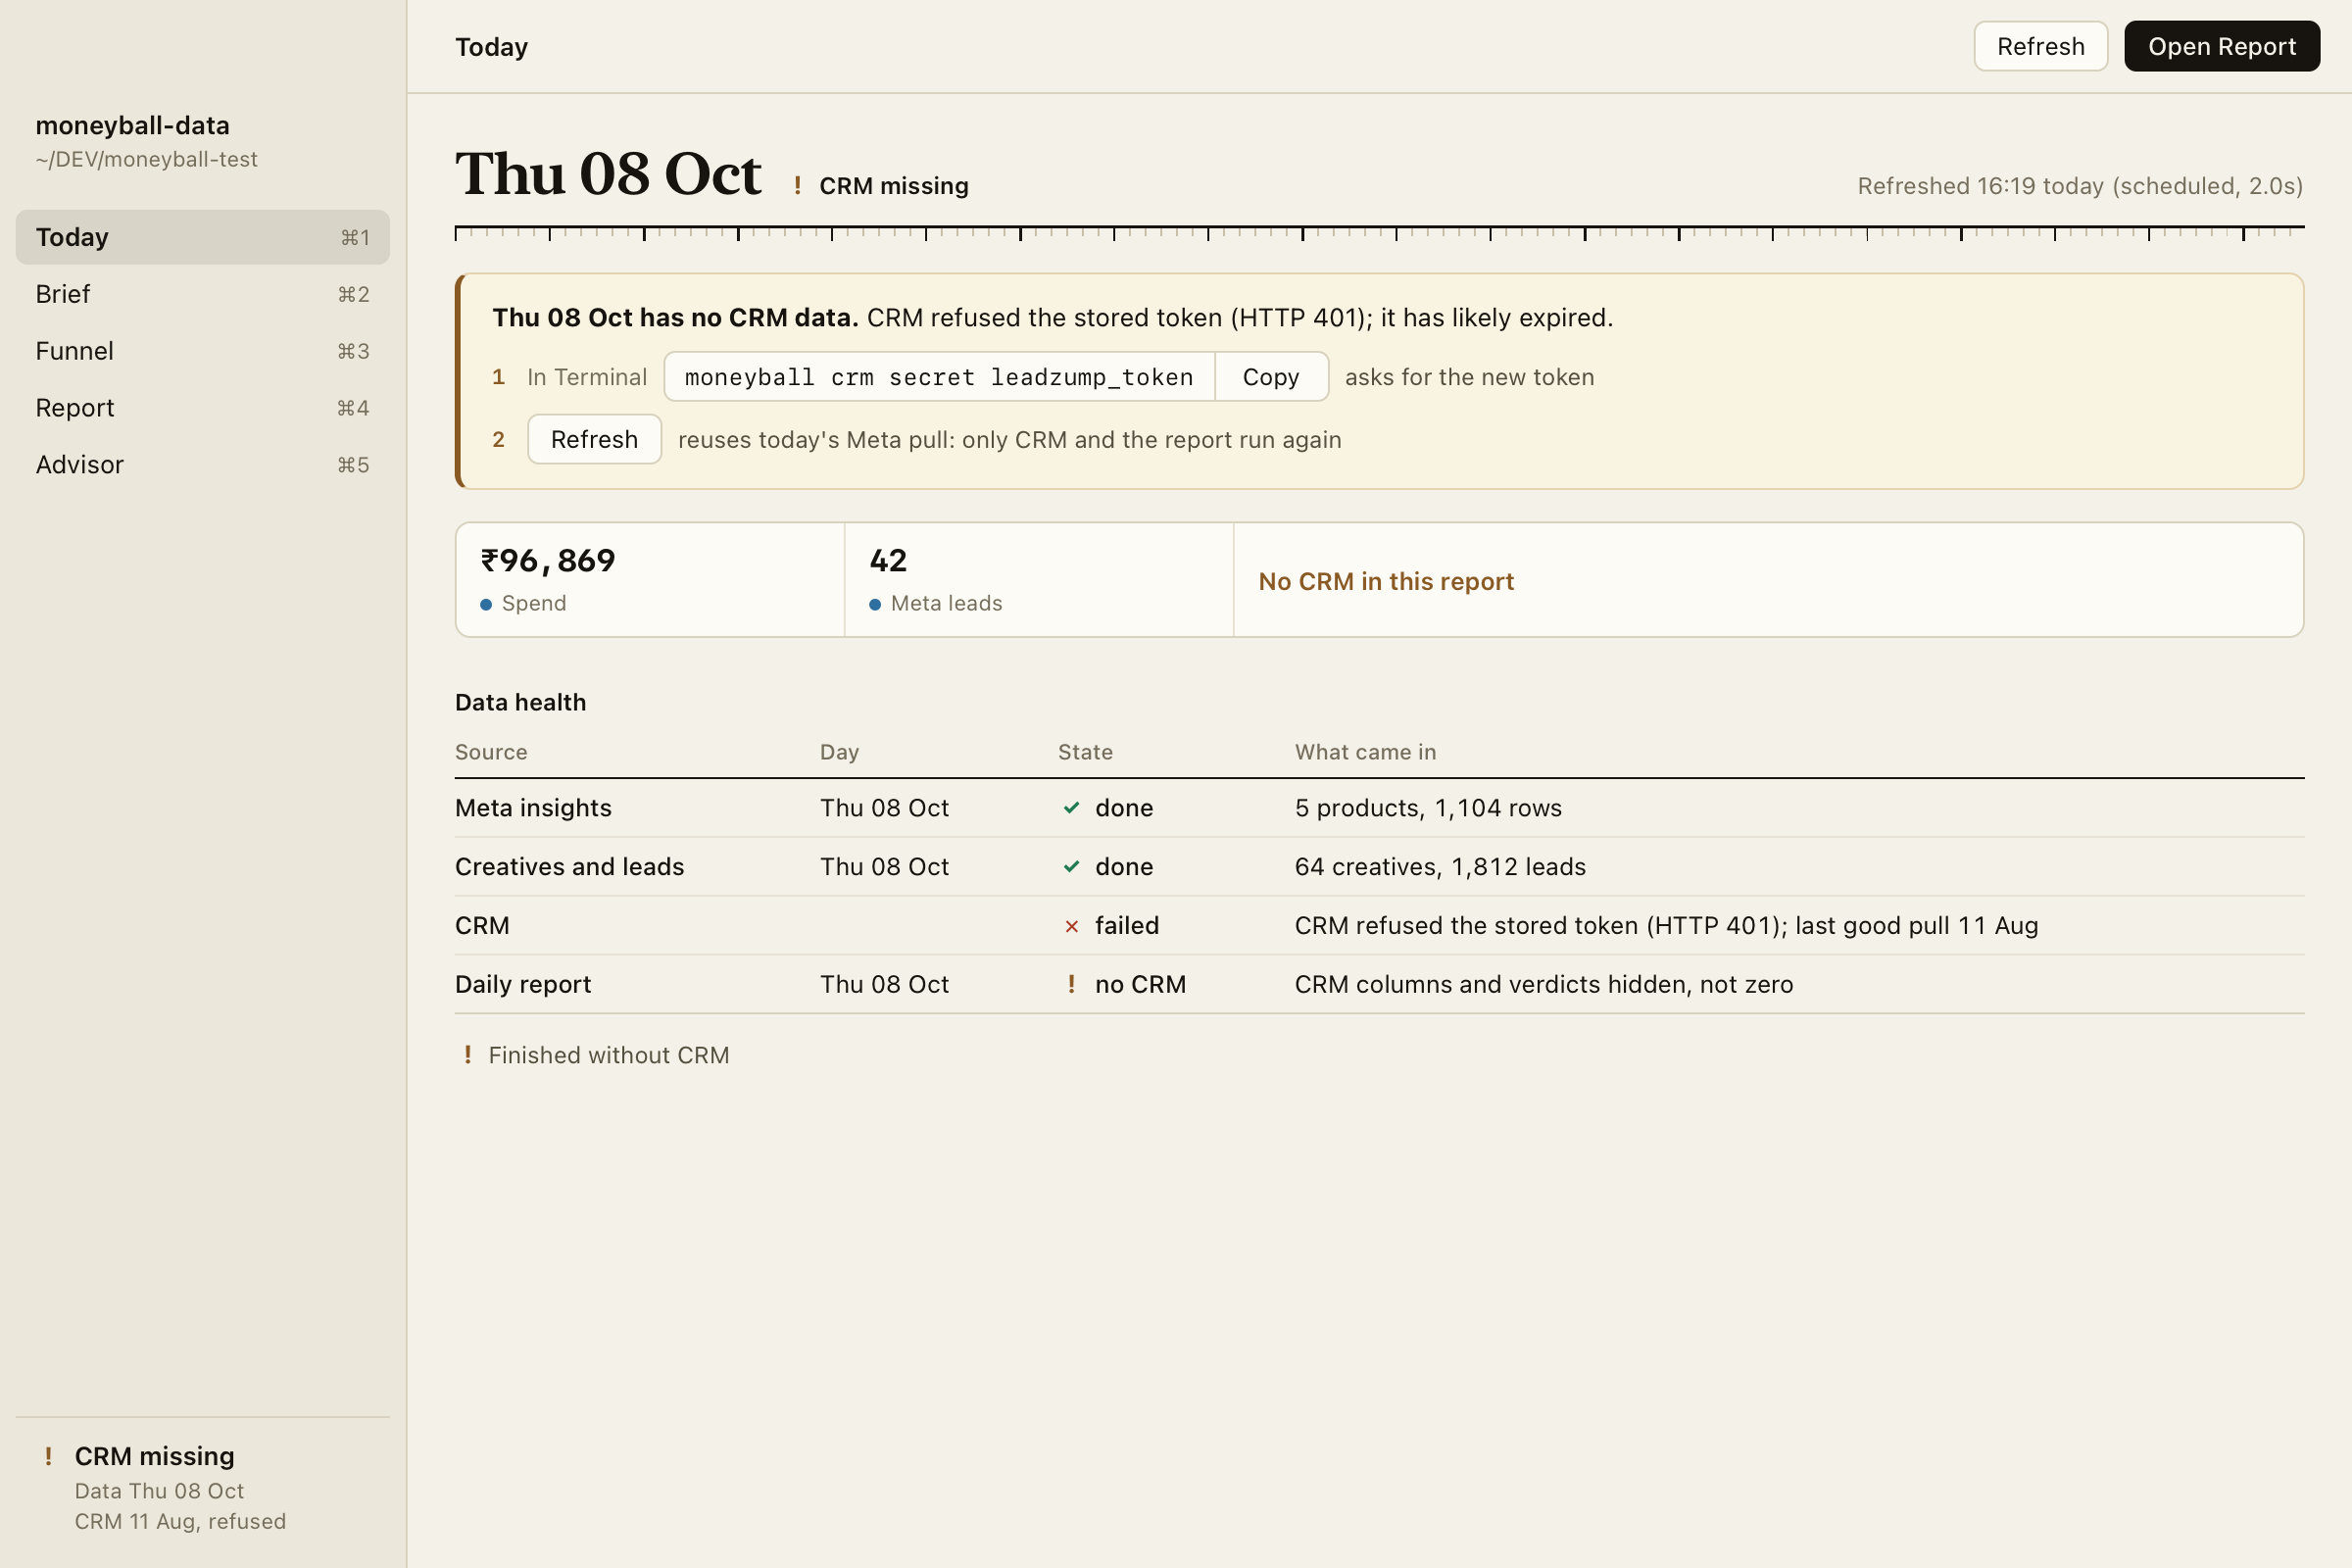 moneyball-data
~/DEV/moneyball-test
Today ⌘1
Brief ⌘2
Funnel ⌘3
Report ⌘4
Advisor ⌘5
! CRM missing
Data Thu 08 Oct
CRM 11 Aug, refused
Today
Refresh
Open Report
Thu 08 Oct ! CRM missing
Refreshed 16:19 today (scheduled, 2.0s)
Thu 08 Oct has no CRM data. CRM refused the stored token (HTTP 401); it has likely expired.
1 In Terminal moneyball crm secret leadzump_token Copy asks for the new token
2 Refresh reuses today's Meta pull: only CRM and the report run again
₹96,869
Spend
42
Meta leads
No CRM in this report
Data health
Source Day State What came in
Meta insights Thu 08 Oct ✓ done 5 products, 1,104 rows
Creatives and leads Thu 08 Oct ✓ done 64 creatives, 1,812 leads
CRM × failed CRM refused the stored token (HTTP 401); last good pull 11 Aug
Daily report Thu 08 Oct ! no CRM CRM columns and verdicts hidden, not zero
! Finished without CRM